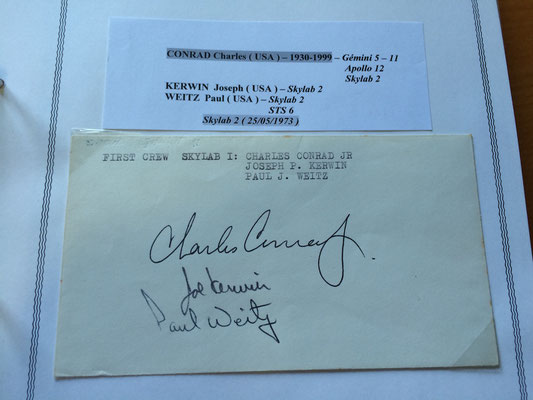 CONRAD Charles ( USA ) – 1930-1999 – Gémini 5 – 11
Apollo 12
Skylab 2
KERWIN Joseph ( USA ) – Skylab 2
WEITZ Paul ( USA ) – Skylab 2
STS 6
Skylab 2 ( 25/05/1973 )
FIRST CREW SKYLAB I: CHARLES CONRAD JR
JOSEPH P. KERWIN
PAUL J. WEITZ
Charles Conrad Jr.
Joe Kerwin
Paul Weitz